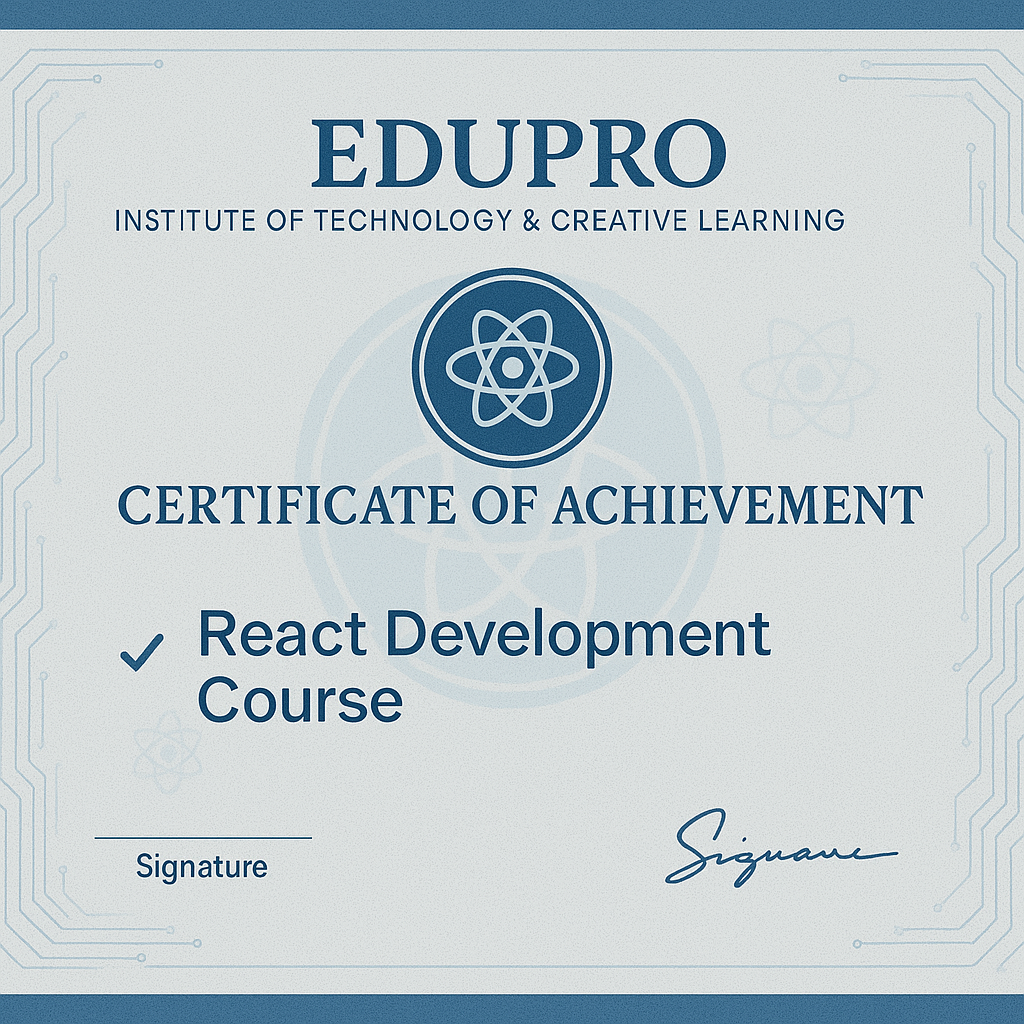 EDUPRO
INSTITUTE OF TECHNOLOGY & CREATIVE LEARNING
CERTIFICATE OF ACHIEVEMENT
React Development
Course
Signature